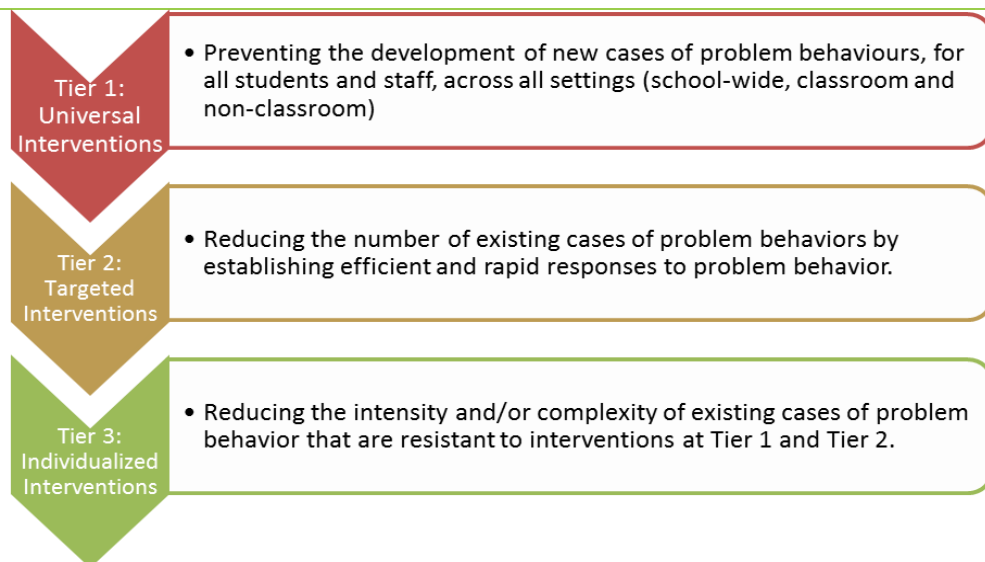 Tier 1:
Universal
Interventions
• Preventing the development of new cases of problem behaviours, for
all students and staff, across all settings (school-wide, classroom and
non-classroom)
Tier 2:
Targeted
Interventions
• Reducing the number of existing cases of problem behaviors by
establishing efficient and rapid responses to problem behavior.
Tier 3:
Individualized
Interventions
• Reducing the intensity and/or complexity of existing cases of problem
behavior that are resistant to interventions at Tier 1 and Tier 2.